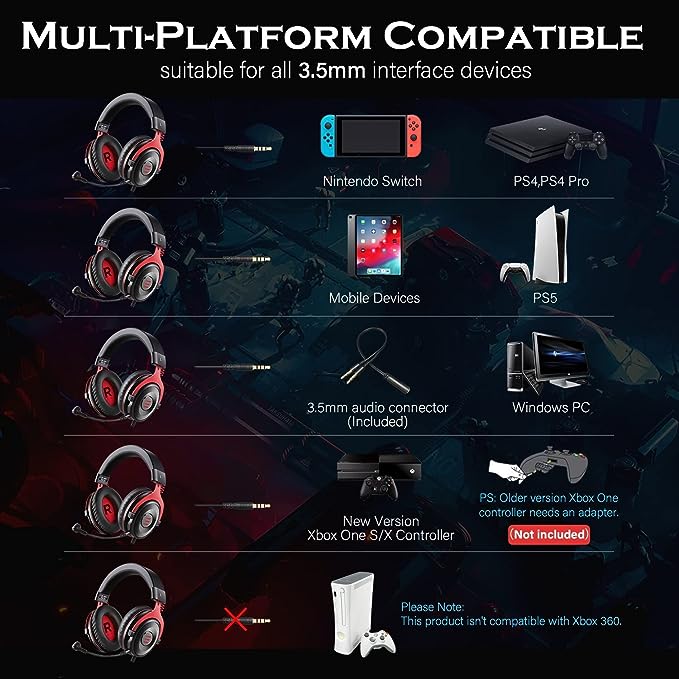 MULTI-PLATFORM COMPATIBLE
suitable for all 3.5mm interface devices
Nintendo Switch
PS4,PS4 Pro
Mobile Devices
PS5
3.5mm audio connector
(Included)
Windows PC
New Version
Xbox One S/X Controller
PS: Older version Xbox One
controller needs an adapter.
(Not included)
Please Note:
This product isn't compatible with Xbox 360.